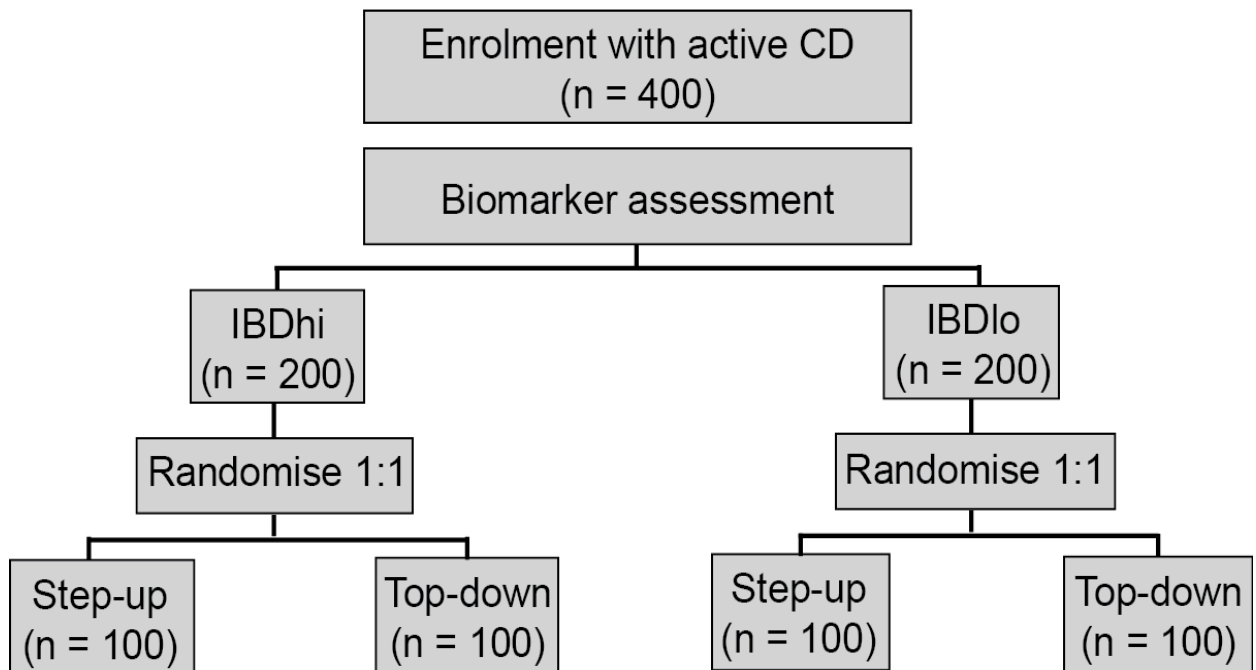 Enrolment with active CD
(n = 400)
Biomarker assessment
IBDhi
(n = 200)
IBDlo
(n = 200)
Randomise 1:1
Randomise 1:1
Step-up
(n = 100)
Top-down
(n = 100)
Step-up
(n = 100)
Top-down
(n = 100)